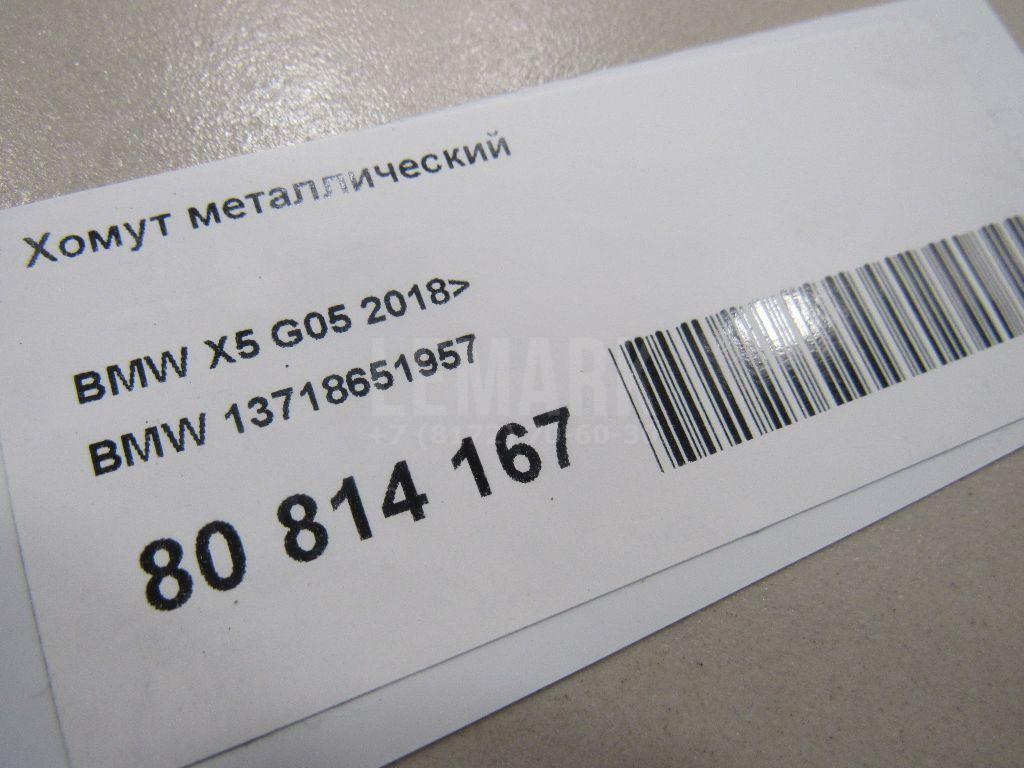 Хомут металлический
BMW X5 G05 2018>
BMW 13718651957
80 814 167